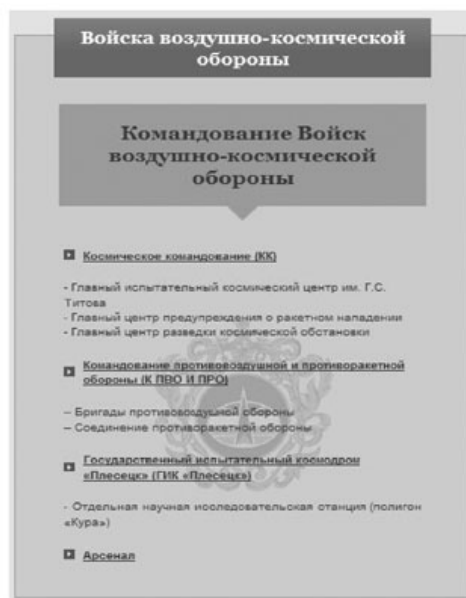 Войска воздушно-космической
обороны
Командование Войск
воздушно-космической
обороны
Космическое командование (КК)
- Главный испытательный космический центр им. Г.С.
Титова
- Главный центр предупреждения о ракетном нападении
- Главный центр разведки космической обстановки
Командование противовоздушной и противоракетной
обороны (К ПВО И ПРО)
– Бригады противовоздушной обороны
– Соединение противоракетной обороны
Государственный испытательный космодром
«Плесецк» (ГИК «Плесецк»)
- Отдельная научная исследовательская станция (полигон
«Кура»)
Арсенал